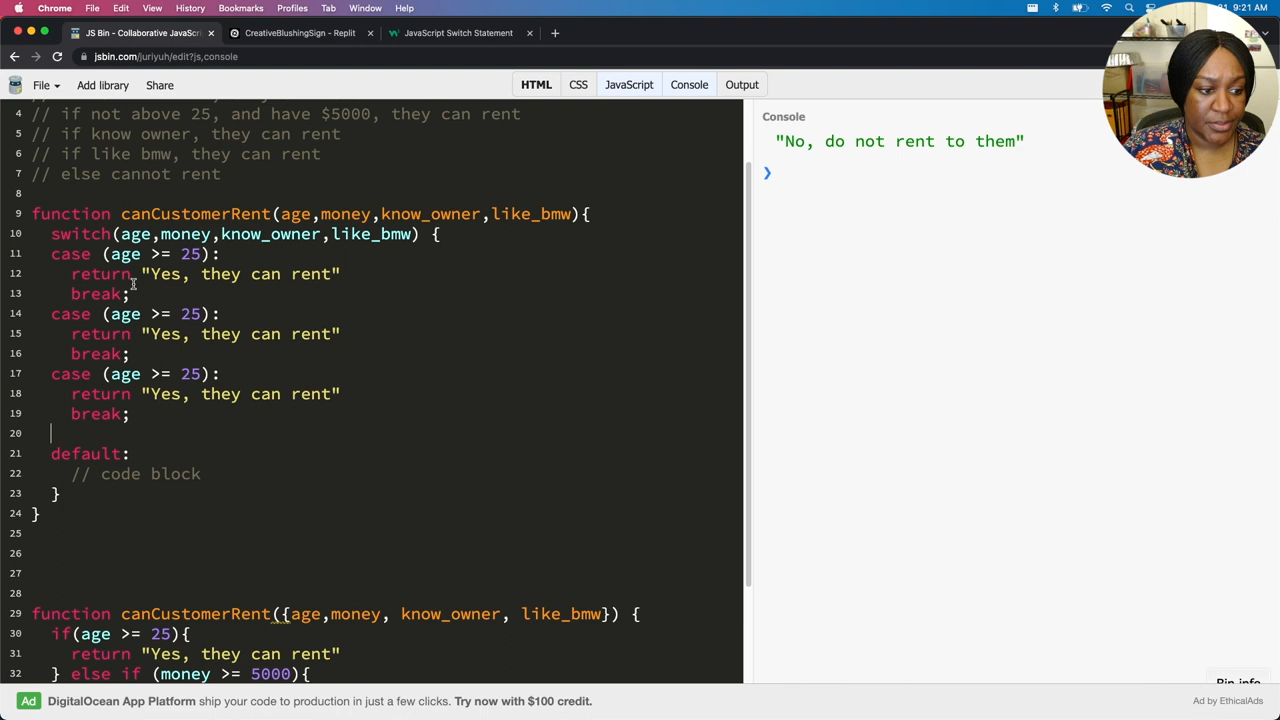 Chrome File Edit View History Bookmarks Profiles Tab Window Help
9:21 AM
JS Bin - Collaborative JavaScri
CreativeBlushingSign - Replit
JavaScript Switch Statement
jsbin.com/juriyuh/edit?js,console
File Add library Share
HTML CSS JavaScript Console Output
4 // if not above 25, and have $5000, they can rent
5 // if know owner, they can rent
6 // if like bmw, they can rent
7 // else cannot rent
8
9 function canCustomerRent(age,money,know_owner,like_bmw){
10 switch(age,money,know_owner,like_bmw) {
11 case (age >= 25):
12 return "Yes, they can rent"
13 break;
14 case (age >= 25):
15 return "Yes, they can rent"
16 break;
17 case (age >= 25):
18 return "Yes, they can rent"
19 break;
20
21 default:
22 // code block
23 }
24 }
25
26
27
28
29 function canCustomerRent({age,money, know_owner, like_bmw}) {
30 if(age >= 25){
31 return "Yes, they can rent"
32 } else if (money >= 5000){
Console
"No, do not rent to them"
Bin info
Ad DigitalOcean App Platform ship your code to production in just a few clicks. Try now with $100 credit.
Ad by EthicalAds